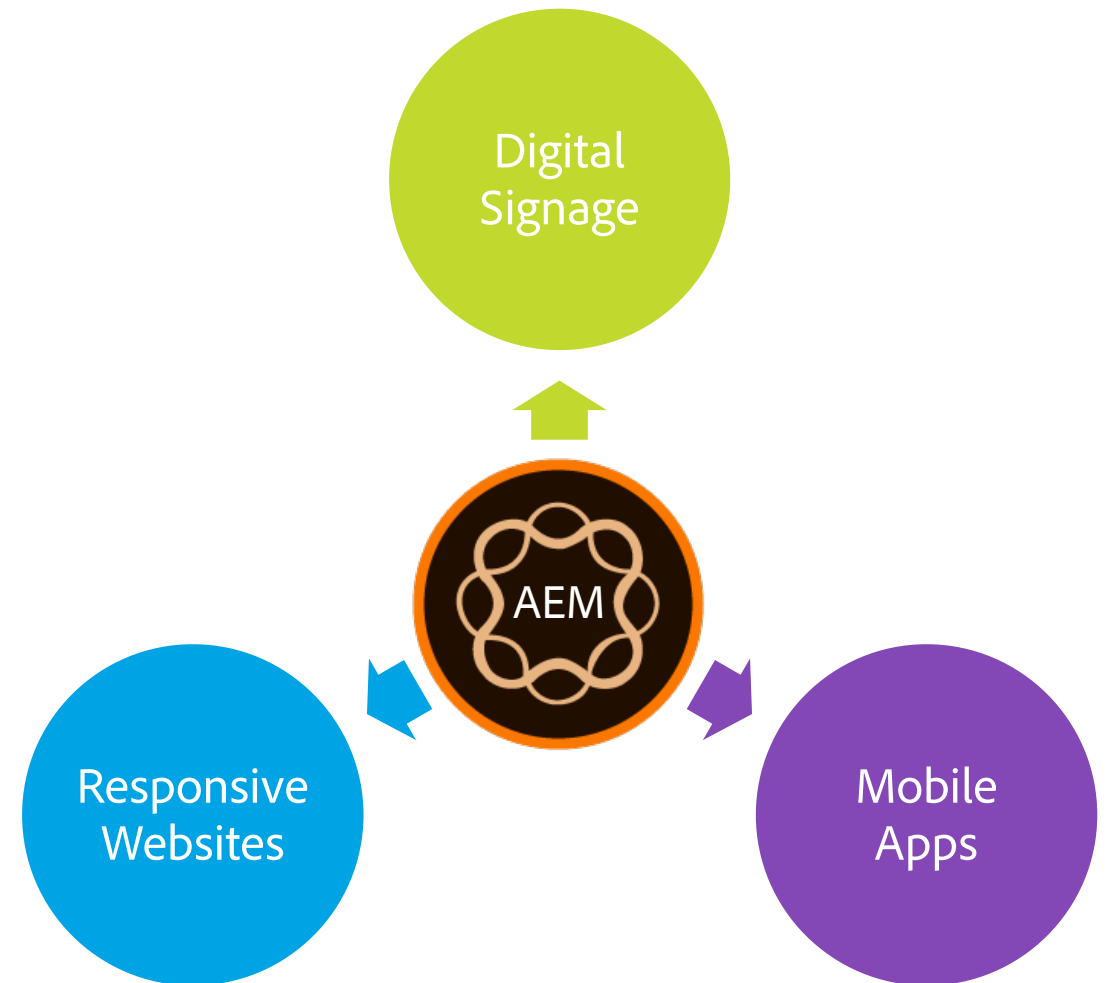 Digital
Signage
AEM
Responsive
Websites
Mobile
Apps